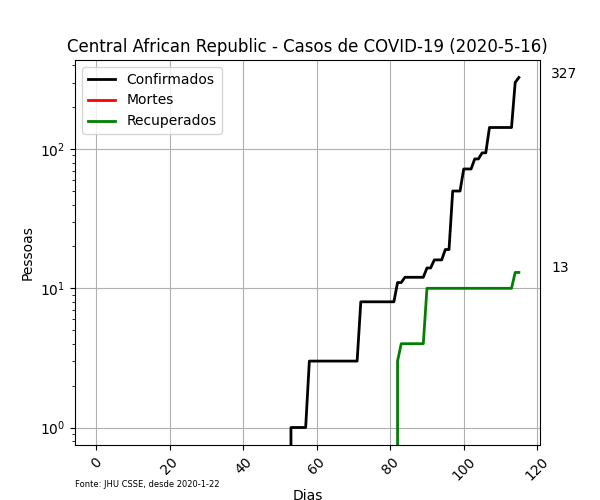 Central African Republic - Casos de COVID-19 (2020-5-16)
Confirmados
Mortes
Recuperados
327
13
Pessoas
10²
10¹
10⁰
0 20 40 60 80 100 120
Fonte: JHU CSSE, desde 2020-1-22
Dias